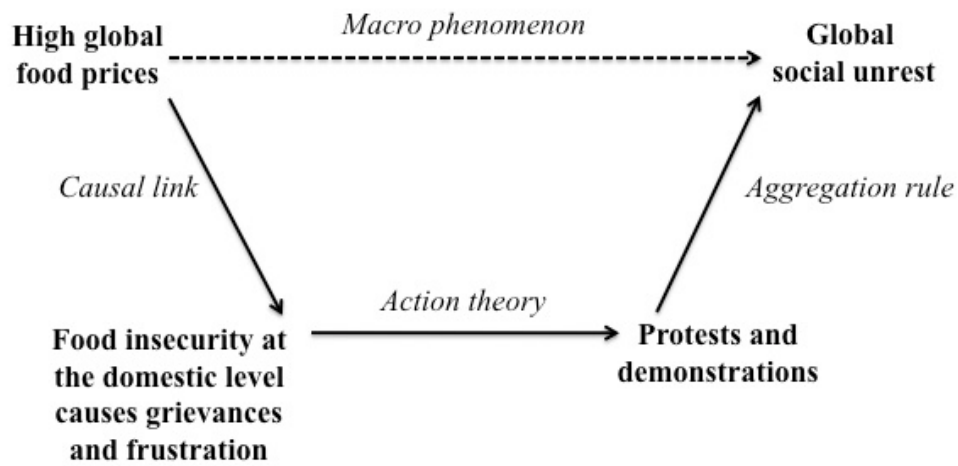 High global
food prices
Macro phenomenon
Global
social unrest
Causal link
Aggregation rule
Action theory
Food insecurity at
the domestic level
causes grievances
and frustration
Protests and
demonstrations